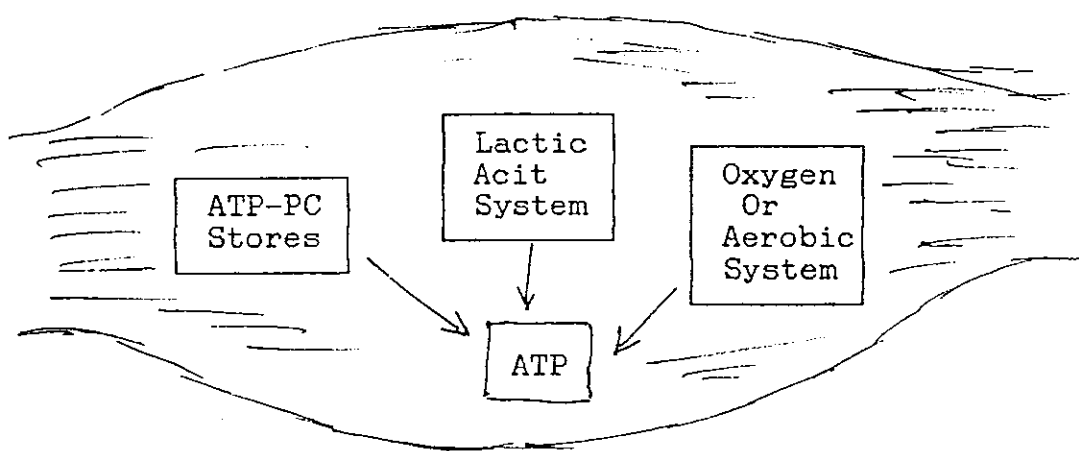 ATP-PC
Stores
Lactic
Acit
System
Oxygen
Or
Aerobic
System
ATP